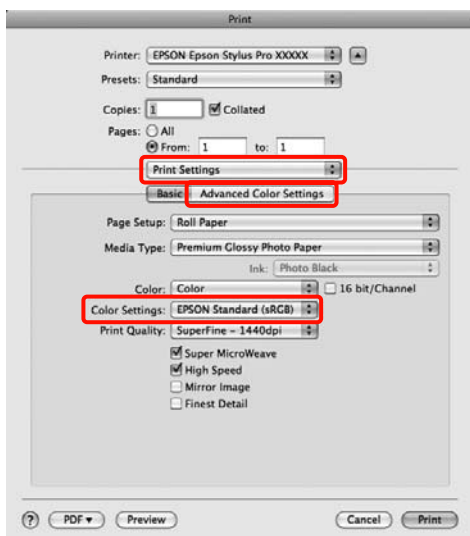 Print
Printer: EPSON Epson Stylus Pro XXXXX
Presets: Standard
Copies: 1 Collated
Pages: All
From: 1 to: 1
Print Settings
Basic Advanced Color Settings
Page Setup: Roll Paper
Media Type: Premium Glossy Photo Paper
Ink: Photo Black
Color: Color 16 bit/Channel
Color Settings: EPSON Standard (sRGB)
Print Quality: SuperFine - 1440dpi
Super MicroWeave
High Speed
Mirror Image
Finest Detail
? PDF Preview Cancel Print